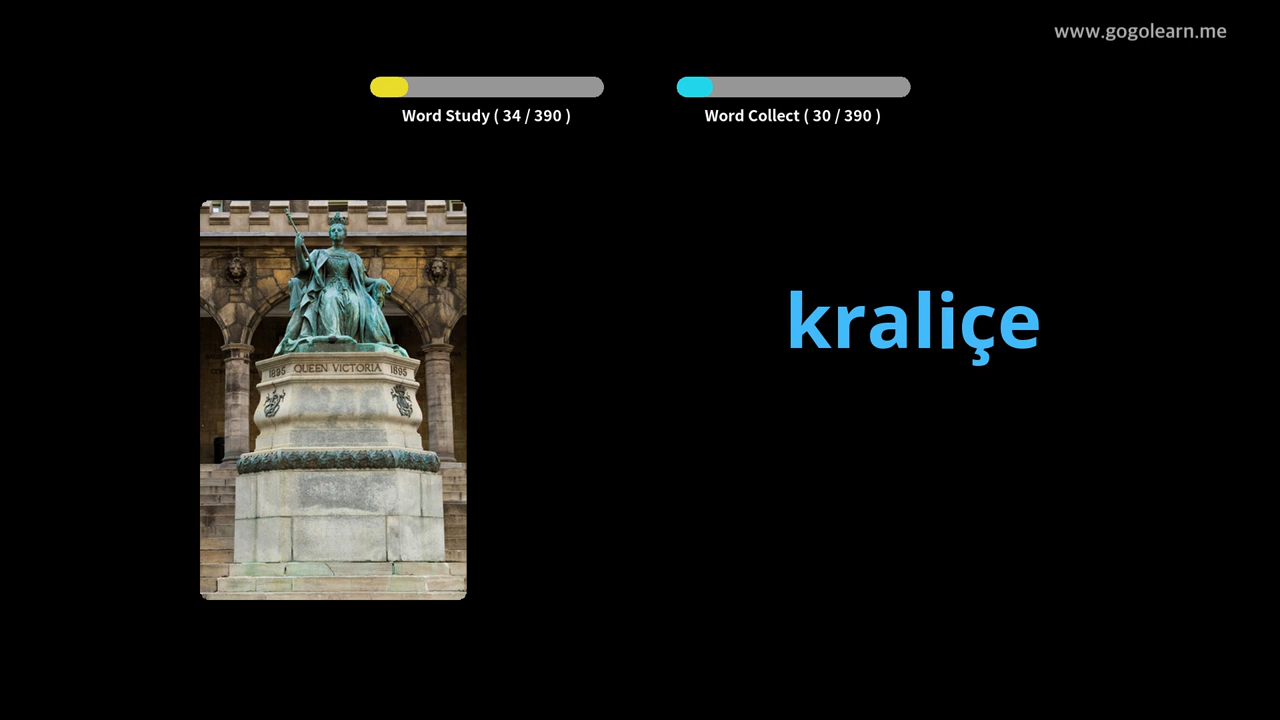 www.gogolearn.me
Word Study ( 34 / 390 )
Word Collect ( 30 / 390 )
1895 QUEEN VICTORIA 1895
kraliçe